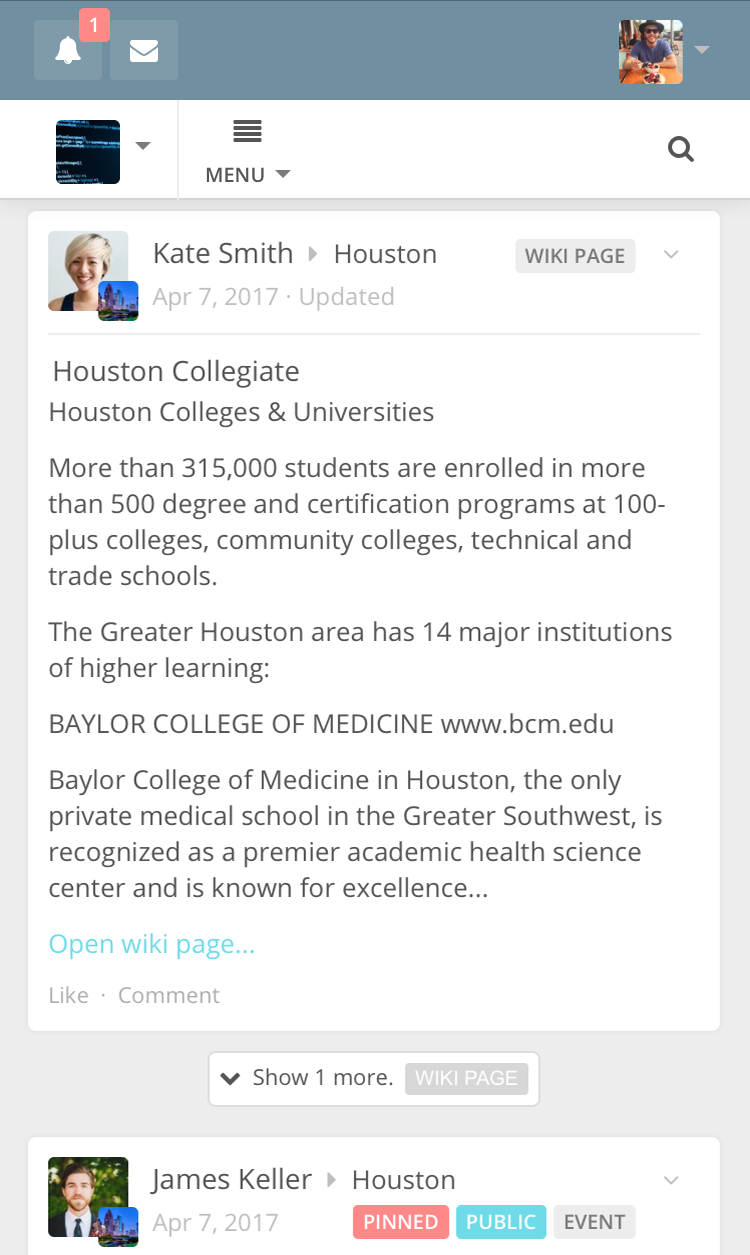 1
MENU
Kate Smith Houston WIKI PAGE
Apr 7, 2017 · Updated
Houston Collegiate
Houston Colleges & Universities
More than 315,000 students are enrolled in more
than 500 degree and certification programs at 100-
plus colleges, community colleges, technical and
trade schools.
The Greater Houston area has 14 major institutions
of higher learning:
BAYLOR COLLEGE OF MEDICINE www.bcm.edu
Baylor College of Medicine in Houston, the only
private medical school in the Greater Southwest, is
recognized as a premier academic health science
center and is known for excellence...
Open wiki page...
Like · Comment
Show 1 more. WIKI PAGE
James Keller Houston
Apr 7, 2017 PINNED PUBLIC EVENT